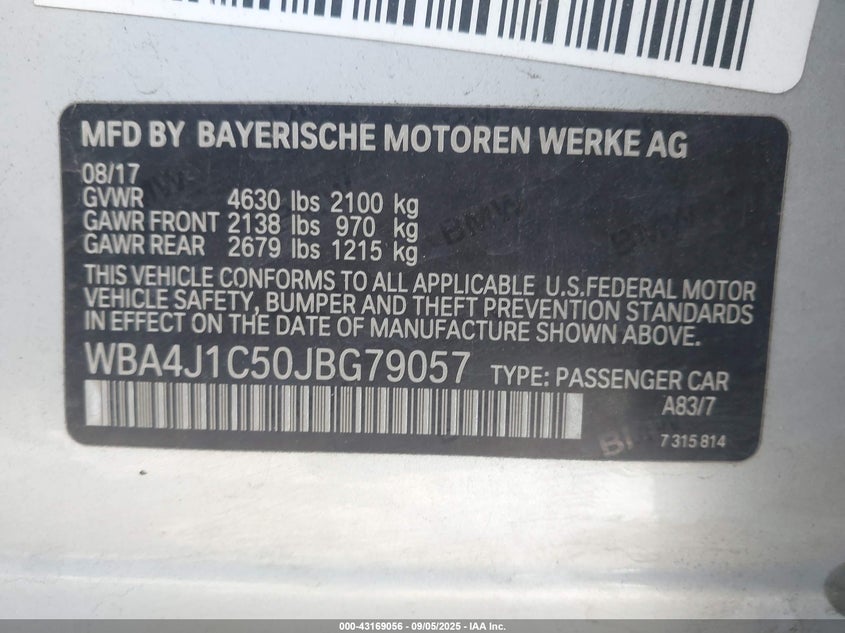 MFD BY BAYERISCHE MOTOREN WERKE AG
08/17
GVWR 4630 lbs 2100 kg
GAWR FRONT 2138 lbs 970 kg
GAWR REAR 2679 lbs 1215 kg
THIS VEHICLE CONFORMS TO ALL APPLICABLE U.S.FEDERAL MOTOR
VEHICLE SAFETY, BUMPER AND THEFT PREVENTION STANDARDS
IN EFFECT ON THE DATE OF MANUFACTURE SHOWN ABOVE.
WBA4J1C50JBG79057 TYPE: PASSENGER CAR
A83/7
7 315 814
000-43169056 - 09/05/2025 - IAA Inc.